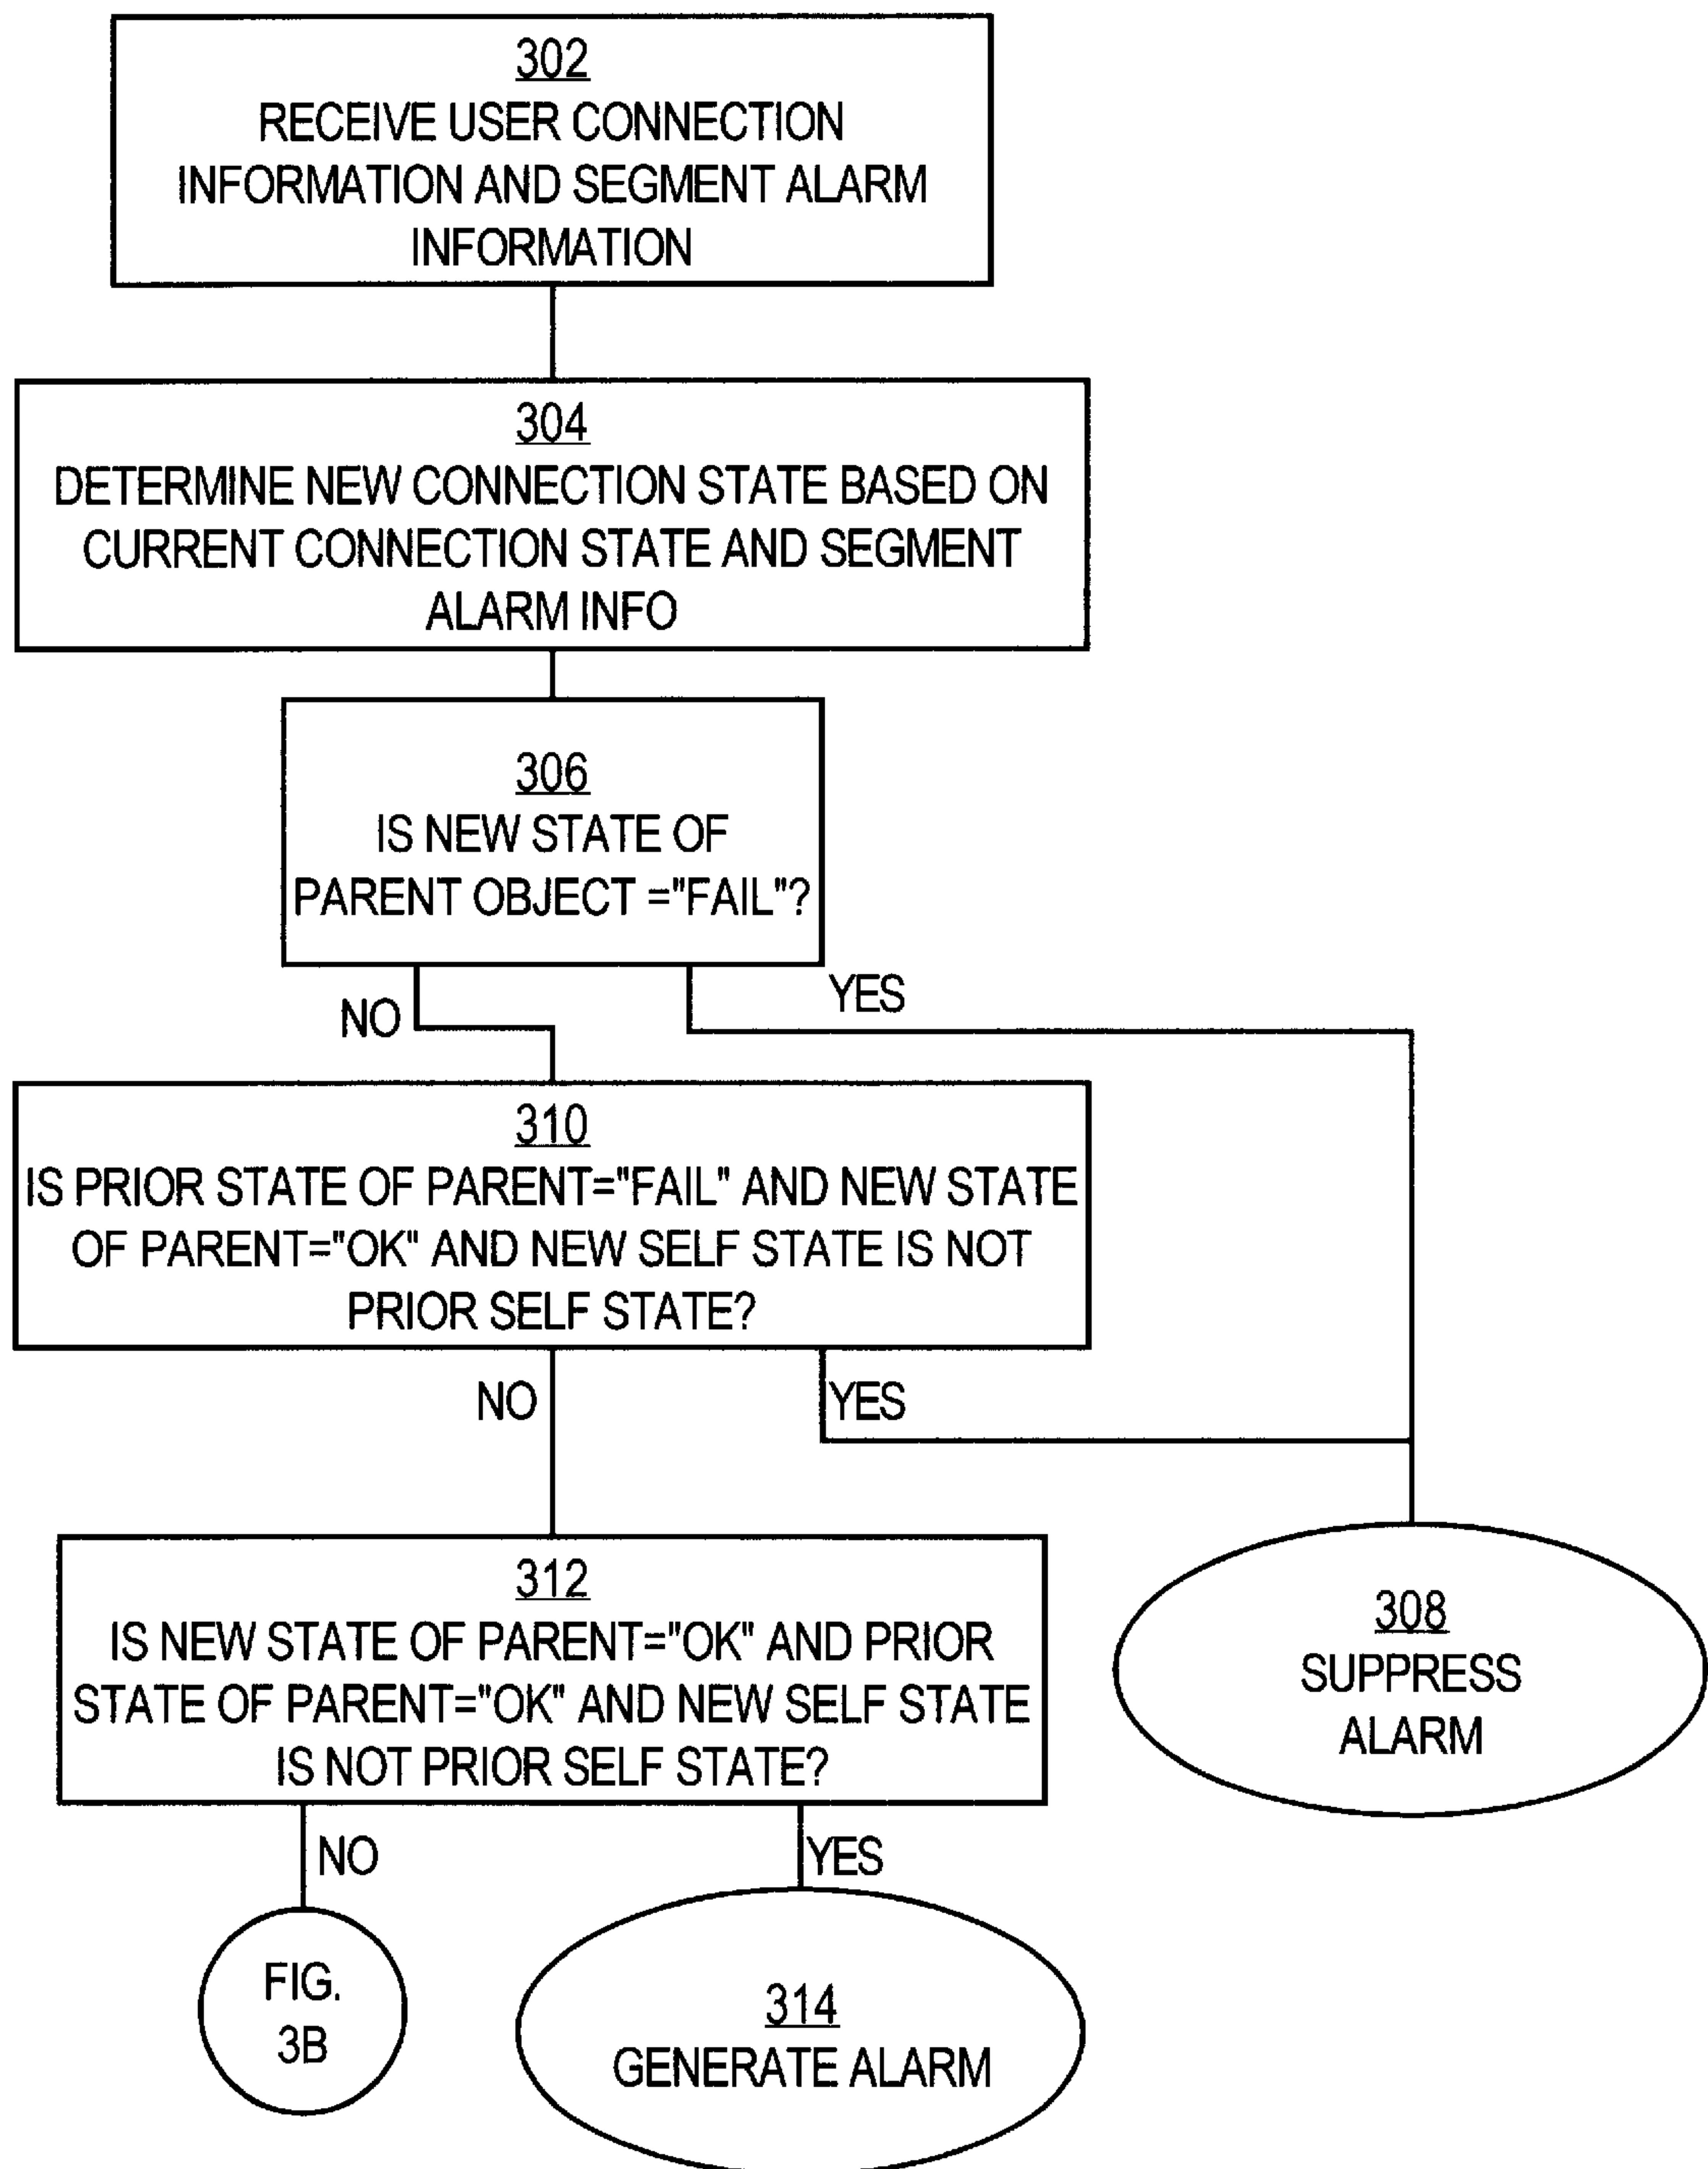 302
RECEIVE USER CONNECTION
INFORMATION AND SEGMENT ALARM
INFORMATION
304
DETERMINE NEW CONNECTION STATE BASED ON
CURRENT CONNECTION STATE AND SEGMENT
ALARM INFO
306
IS NEW STATE OF
PARENT OBJECT ="FAIL"?
NO
YES
310
IS PRIOR STATE OF PARENT="FAIL" AND NEW STATE
OF PARENT="OK" AND NEW SELF STATE IS NOT
PRIOR SELF STATE?
NO
YES
312
IS NEW STATE OF PARENT="OK" AND PRIOR
STATE OF PARENT="OK" AND NEW SELF STATE
IS NOT PRIOR SELF STATE?
308
SUPPRESS
ALARM
NO
YES
FIG.
3B
314
GENERATE ALARM